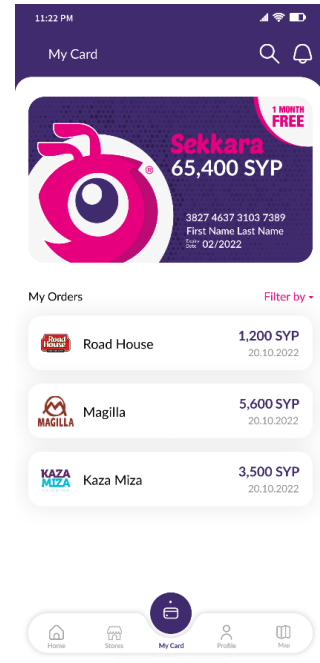 11:22 PM
My Card
1 MONTH
FREE
Sekkara
65,400 SYP
®
3827 4637 3103 7389
First Name Last Name
Expiry
Date 02/2022
My Orders
Filter by
Road House
Road House
1,200 SYP
20.10.2022
MAGILLA
Magilla
5,600 SYP
20.10.2022
KAZA
MIZA
Kaza Miza
3,500 SYP
20.10.2022
Home
Stores
My Card
Profile
Map